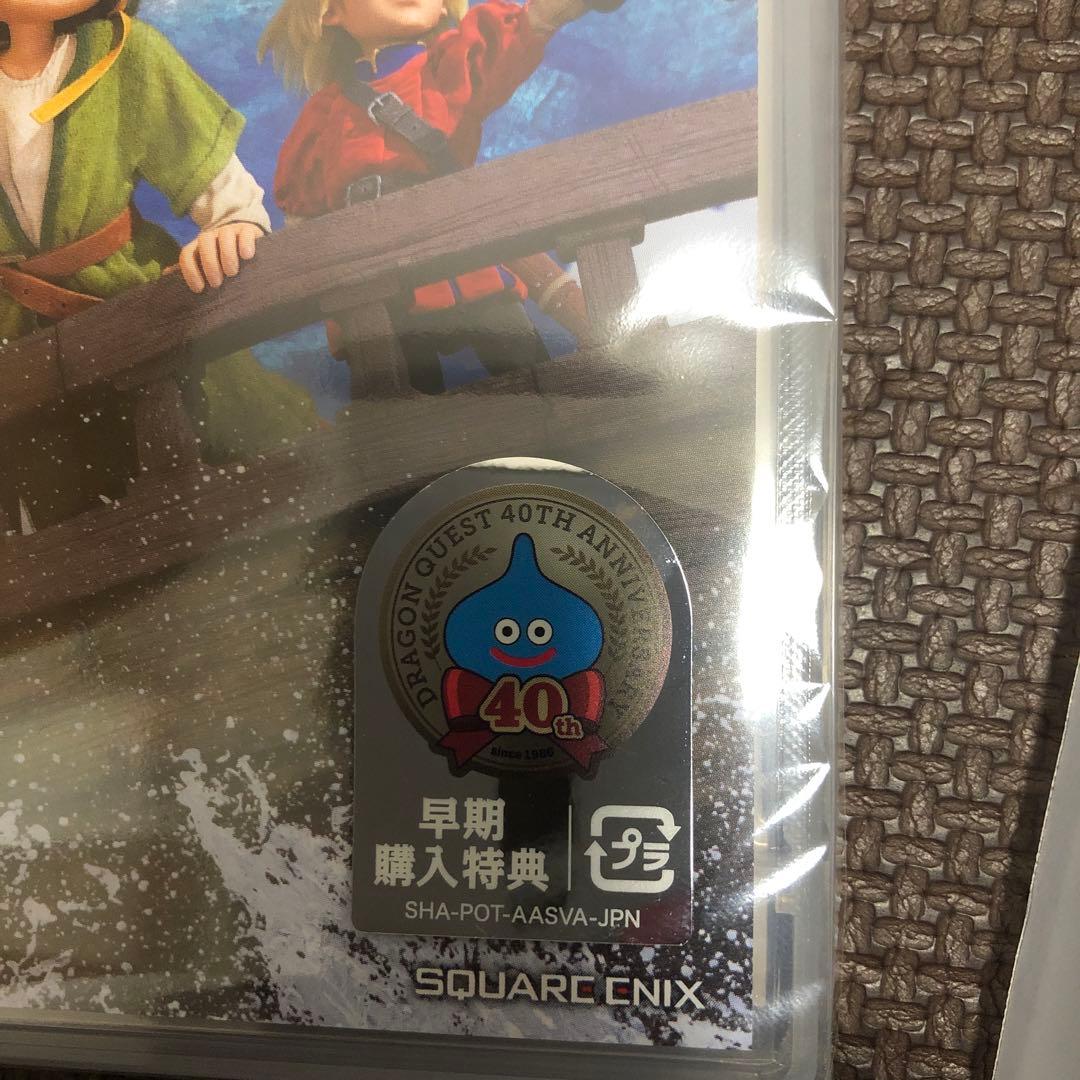 DRAGON QUEST 40TH ANNIVERSARY
40th
since 1986
早期
購入特典
プラ
SHA-POT-AASVA-JPN
SQUARE ENIX